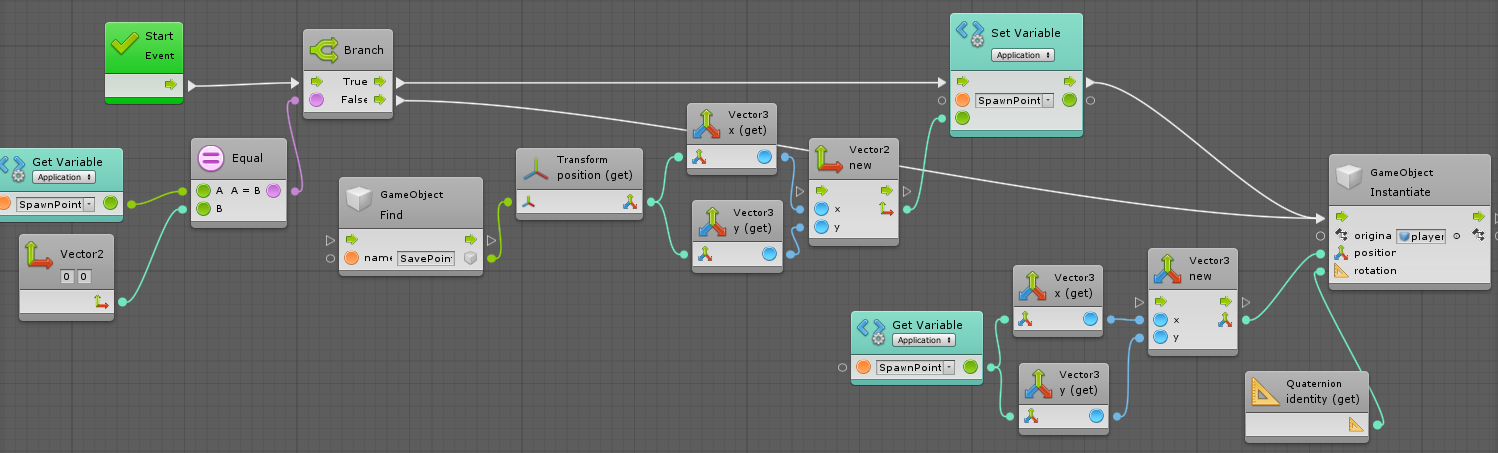 Start
Event
Branch
True
False
Get Variable
Application
SpawnPoint
Equal
A A = B
B
Vector2
0 0
GameObject
Find
name SavePoin
Transform
position (get)
Vector3
x (get)
Vector3
y (get)
Vector2
new
x
y
Set Variable
Application
SpawnPoint
Get Variable
Application
SpawnPoint
Vector3
x (get)
Vector3
y (get)
Vector3
new
x
y
GameObject
Instantiate
origina player
position
rotation
Quaternion
identity (get)